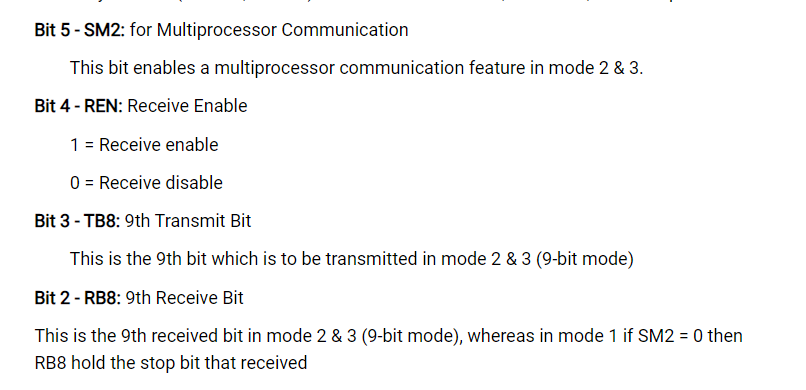 Bit 5 - SM2: for Multiprocessor Communication
This bit enables a multiprocessor communication feature in mode 2 & 3.
Bit 4 - REN: Receive Enable
1 = Receive enable
0 = Receive disable
Bit 3 - TB8: 9th Transmit Bit
This is the 9th bit which is to be transmitted in mode 2 & 3 (9-bit mode)
Bit 2 - RB8: 9th Receive Bit
This is the 9th received bit in mode 2 & 3 (9-bit mode), whereas in mode 1 if SM2 = 0 then
RB8 hold the stop bit that received